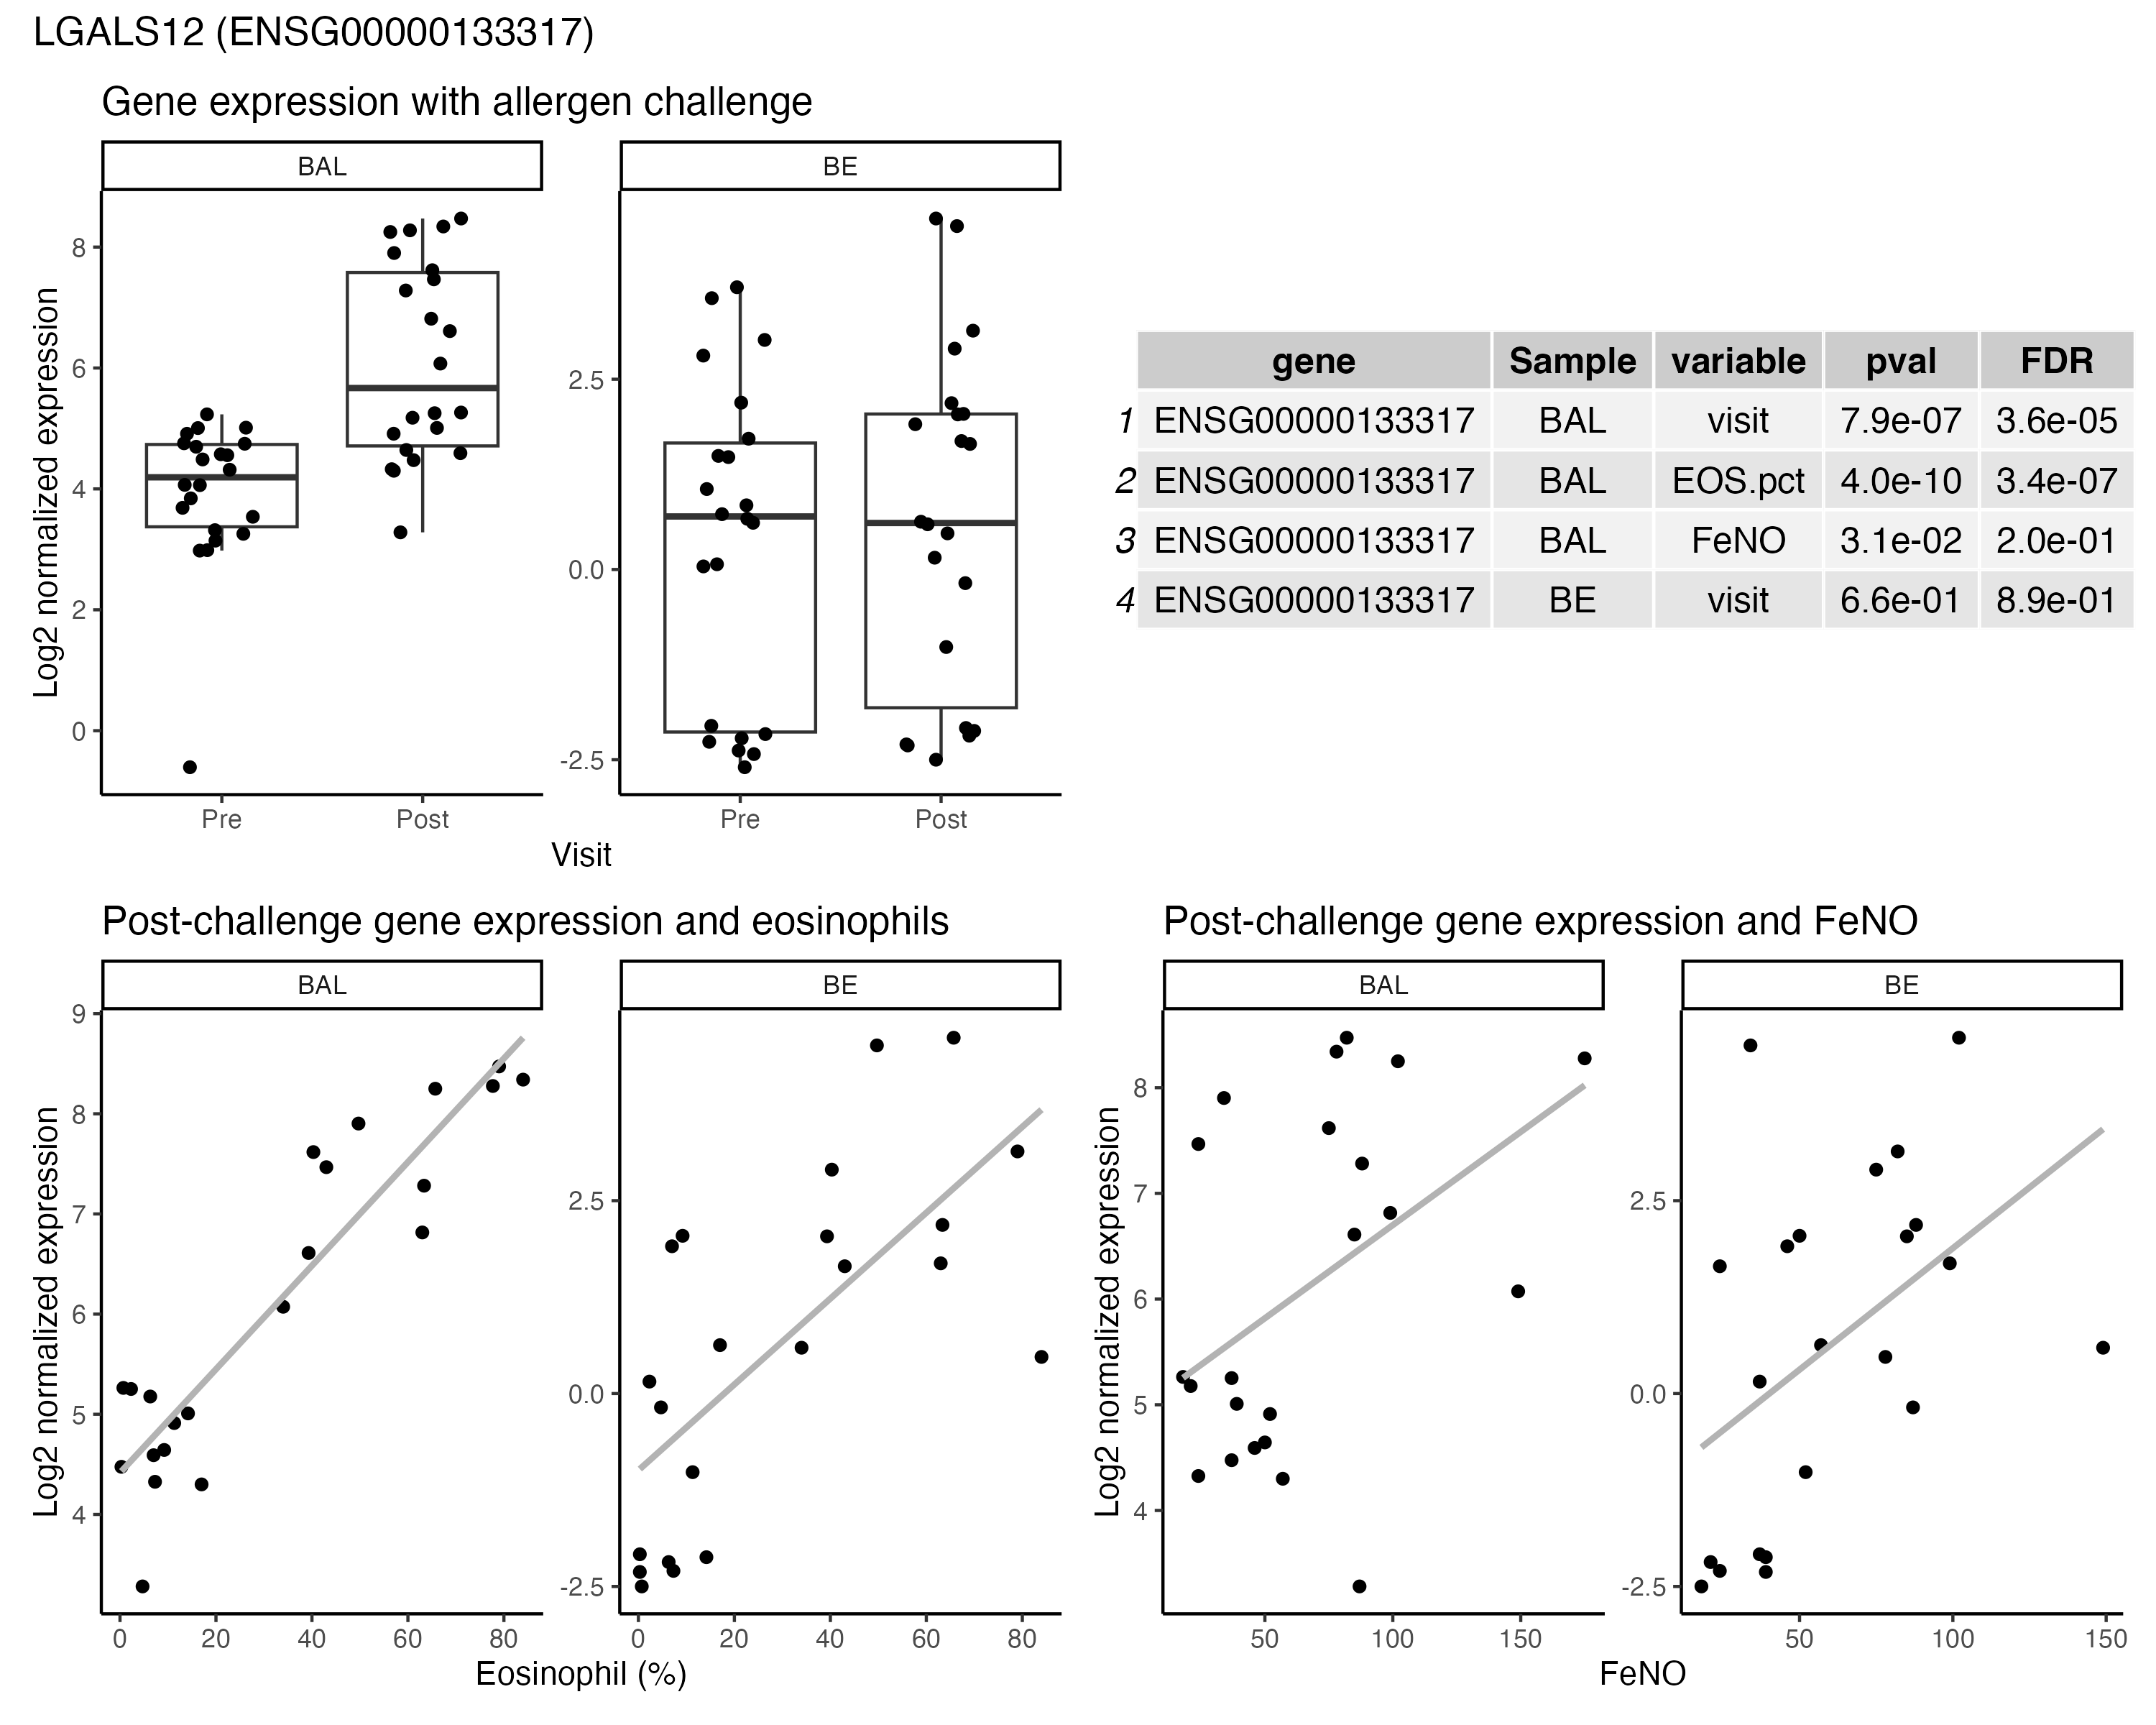 LGALS12 (ENSG00000133317)
Gene expression with allergen challenge
BAL BE
Log2 normalized expression
8
6
4
2
0
2.5
0.0
-2.5
Pre Post Pre Post
Visit
gene Sample variable pval FDR
1 ENSG00000133317 BAL visit 7.9e-07 3.6e-05
2 ENSG00000133317 BAL EOS.pct 4.0e-10 3.4e-07
3 ENSG00000133317 BAL FeNO 3.1e-02 2.0e-01
4 ENSG00000133317 BE visit 6.6e-01 8.9e-01
Post-challenge gene expression and eosinophils
BAL BE
Log2 normalized expression
9
8
7
6
5
4
2.5
0.0
-2.5
0 20 40 60 80 0 20 40 60 80
Eosinophil (%)
Post-challenge gene expression and FeNO
BAL BE
Log2 normalized expression
8
7
6
5
4
2.5
0.0
-2.5
50 100 150 50 100 150
FeNO